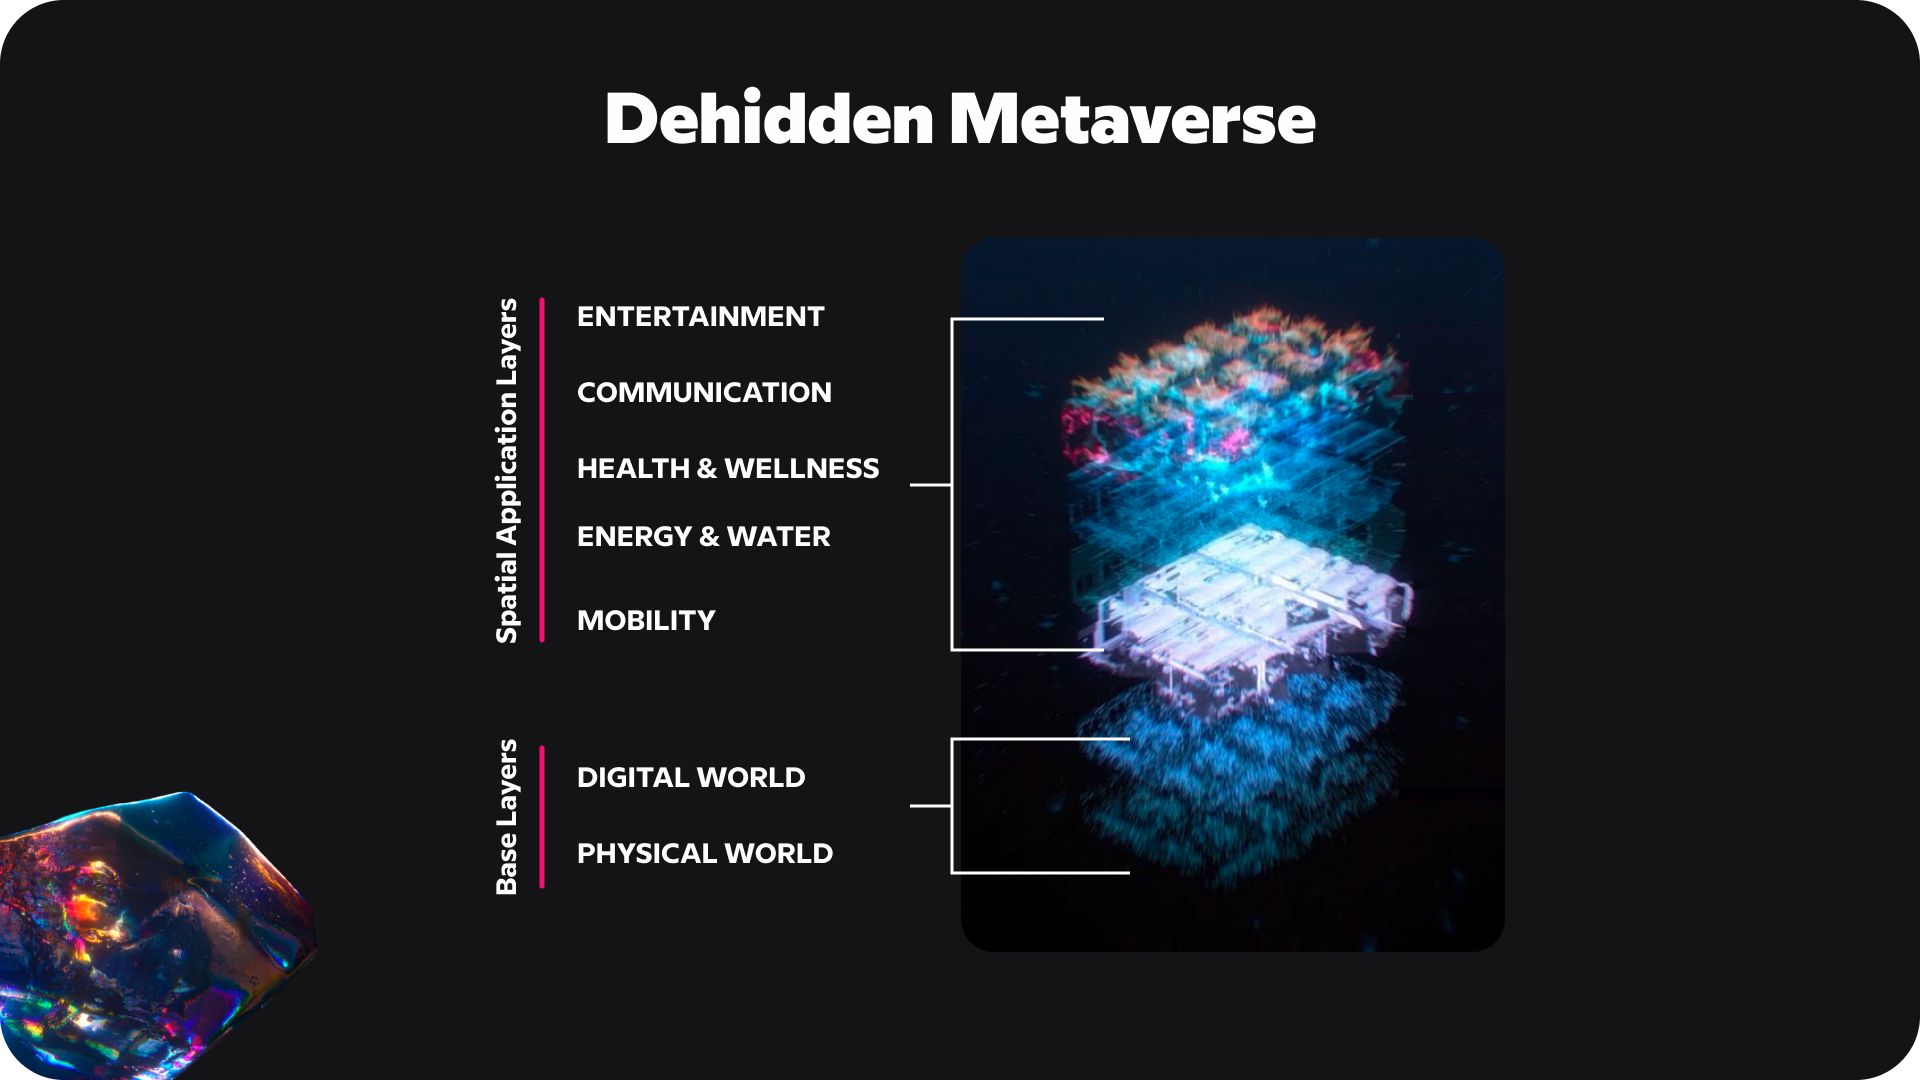 Dehidden Metaverse
Spatial Application Layers
ENTERTAINMENT
COMMUNICATION
HEALTH & WELLNESS
ENERGY & WATER
MOBILITY
Base Layers
DIGITAL WORLD
PHYSICAL WORLD